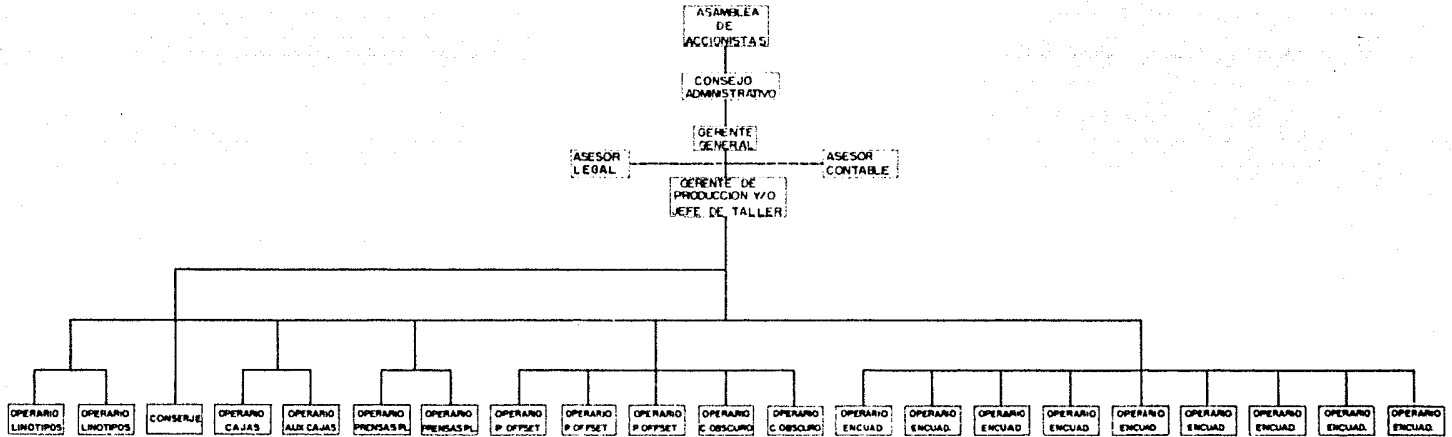 ASAMBLEA
DE
ACCIONISTAS
CONSEJO
ADMINISTRATIVO
GERENTE
GENERAL
ASESOR
LEGAL
ASESOR
CONTABLE
GERENTE DE
PRODUCCION Y/O
JEFE DE TALLER
OPERARIO
LINOTIPOS
OPERARIO
LINOTIPOS
CONSERJE
OPERARIO
CAJAS
OPERARIO
AUX CAJAS
OPERARIO
PRENSAS PL.
OPERARIO
PRENSAS PL.
OPERARIO
P. OFFSET
OPERARIO
P. OFFSET
OPERARIO
P OFFSET
OPERARIO
C. OBSCURO
OPERARIO
C. OBSCURO
OPERARIO
ENCUAD.
OPERARIO
ENCUAD.
OPERARIO
ENCUAD
OPERARIO
ENCUAD.
OPERARIO
ENCUAD
OPERARIO
ENCUAD.
OPERARIO
ENCUAD.
OPERARIO
ENCUAD.
OPERARIO
ENCUAD.